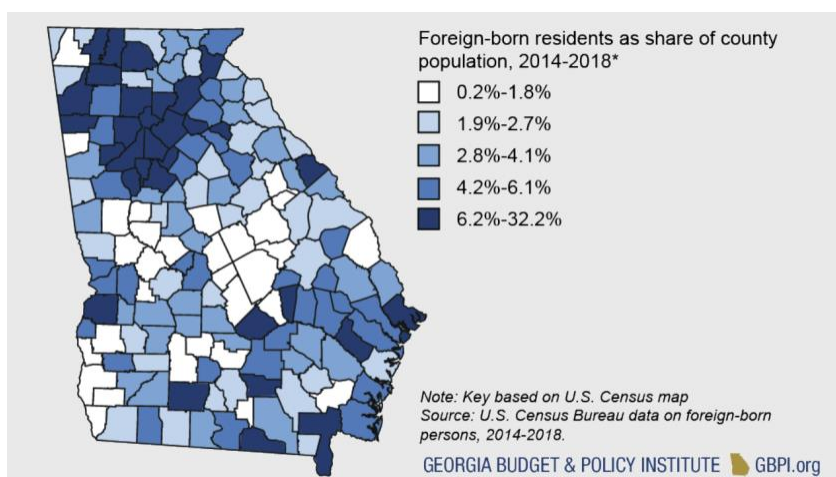 Foreign-born residents as share of county
population, 2014-2018*
0.2%-1.8%
1.9%-2.7%
2.8%-4.1%
4.2%-6.1%
6.2%-32.2%
Note: Key based on U.S. Census map
Source: U.S. Census Bureau data on foreign-born
persons, 2014-2018.
GEORGIA BUDGET & POLICY INSTITUTE GBPI.org